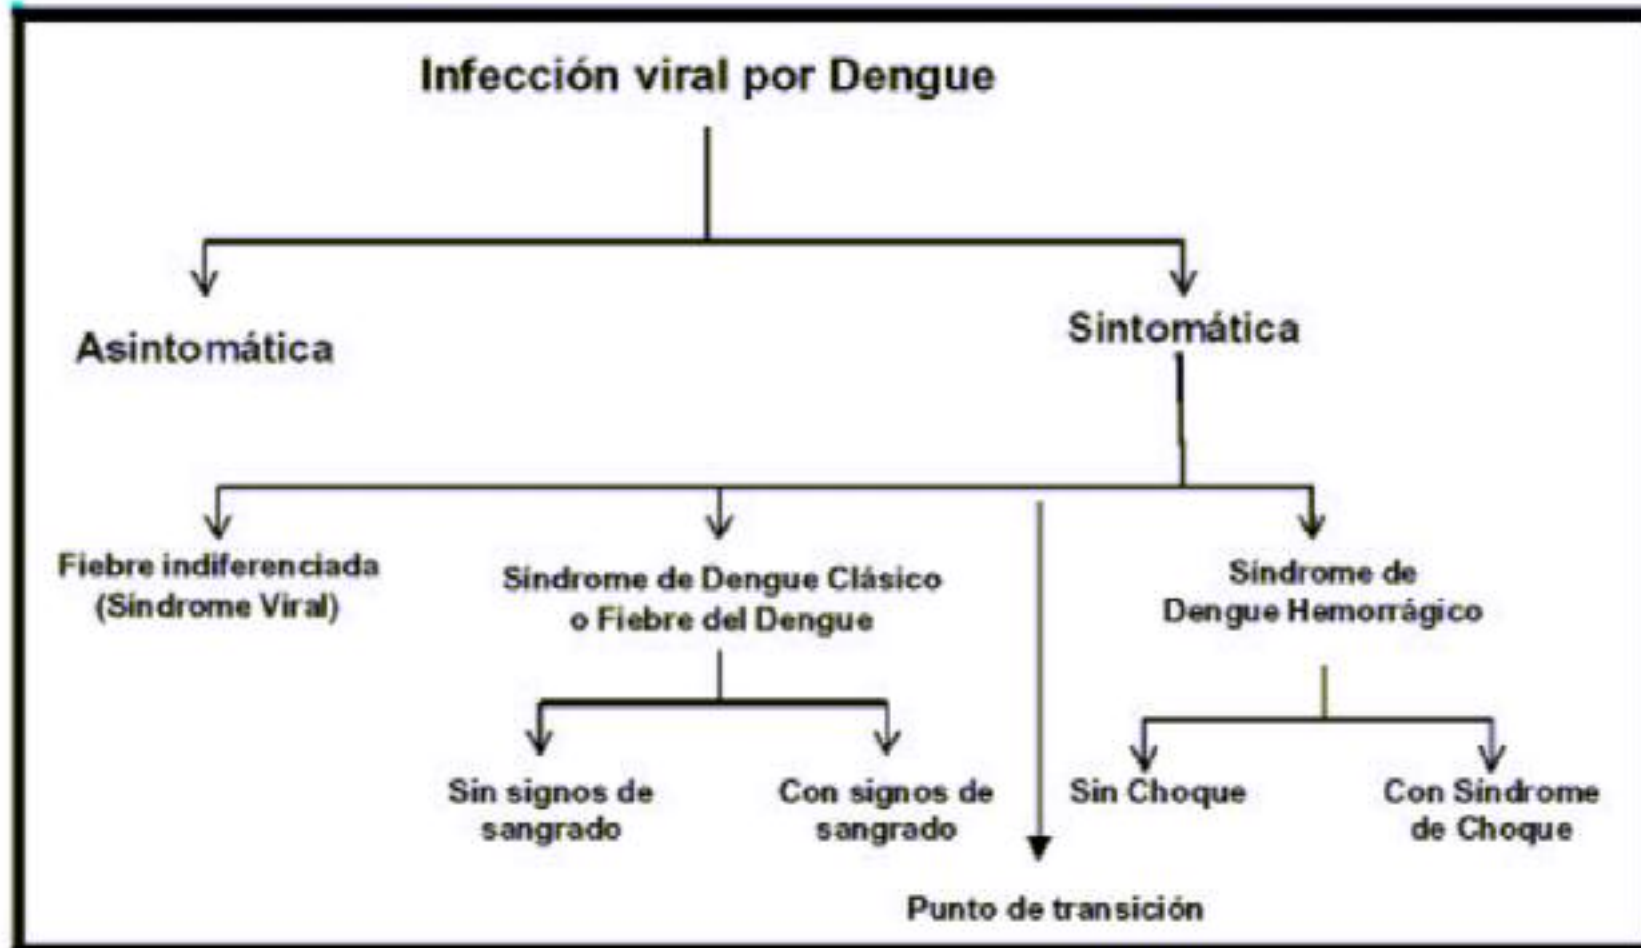 Infección viral por Dengue
Asintomática
Sintomática
Fiebre indiferenciada
(Síndrome Viral)
Síndrome de Dengue Clásico
o Fiebre del Dengue
Síndrome de
Dengue Hemorrágico
Sin signos de
sangrado
Con signos de
sangrado
Sin Choque
Con Síndrome
de Choque
Punto de transición